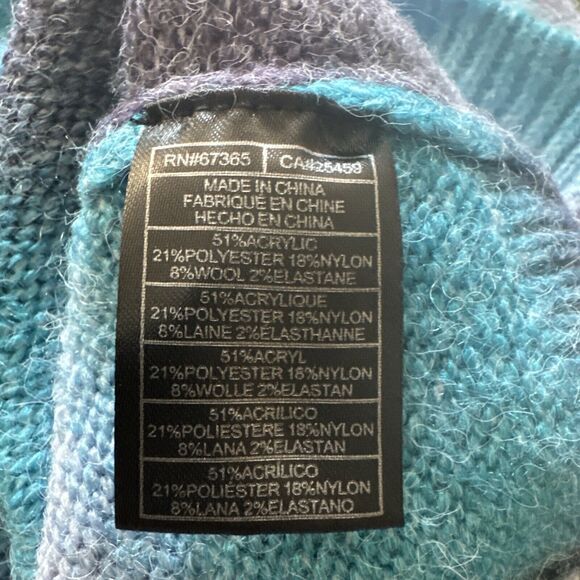 RN#67365 CA#25459
MADE IN CHINA
FABRIQUÉ EN CHINE
HECHO EN CHINA
51%ACRYLIC
21%POLYESTER 18%NYLON
8%WOOL 2%ELASTANE
51%ACRYLIQUE
21%POLYESTER 18%NYLON
8%LAINE 2%ELASTHANNE
51%ACRYL
21%POLYESTER 18%NYLON
8%WOLLE 2%ELASTAN
51%ACRILICO
21%POLIESTERE 18%NYLON
8%LANA 2%ELASTAN
51%ACRÍLICO
21%POLIÉSTER 18%NYLON
8%LANA 2%ELASTANO